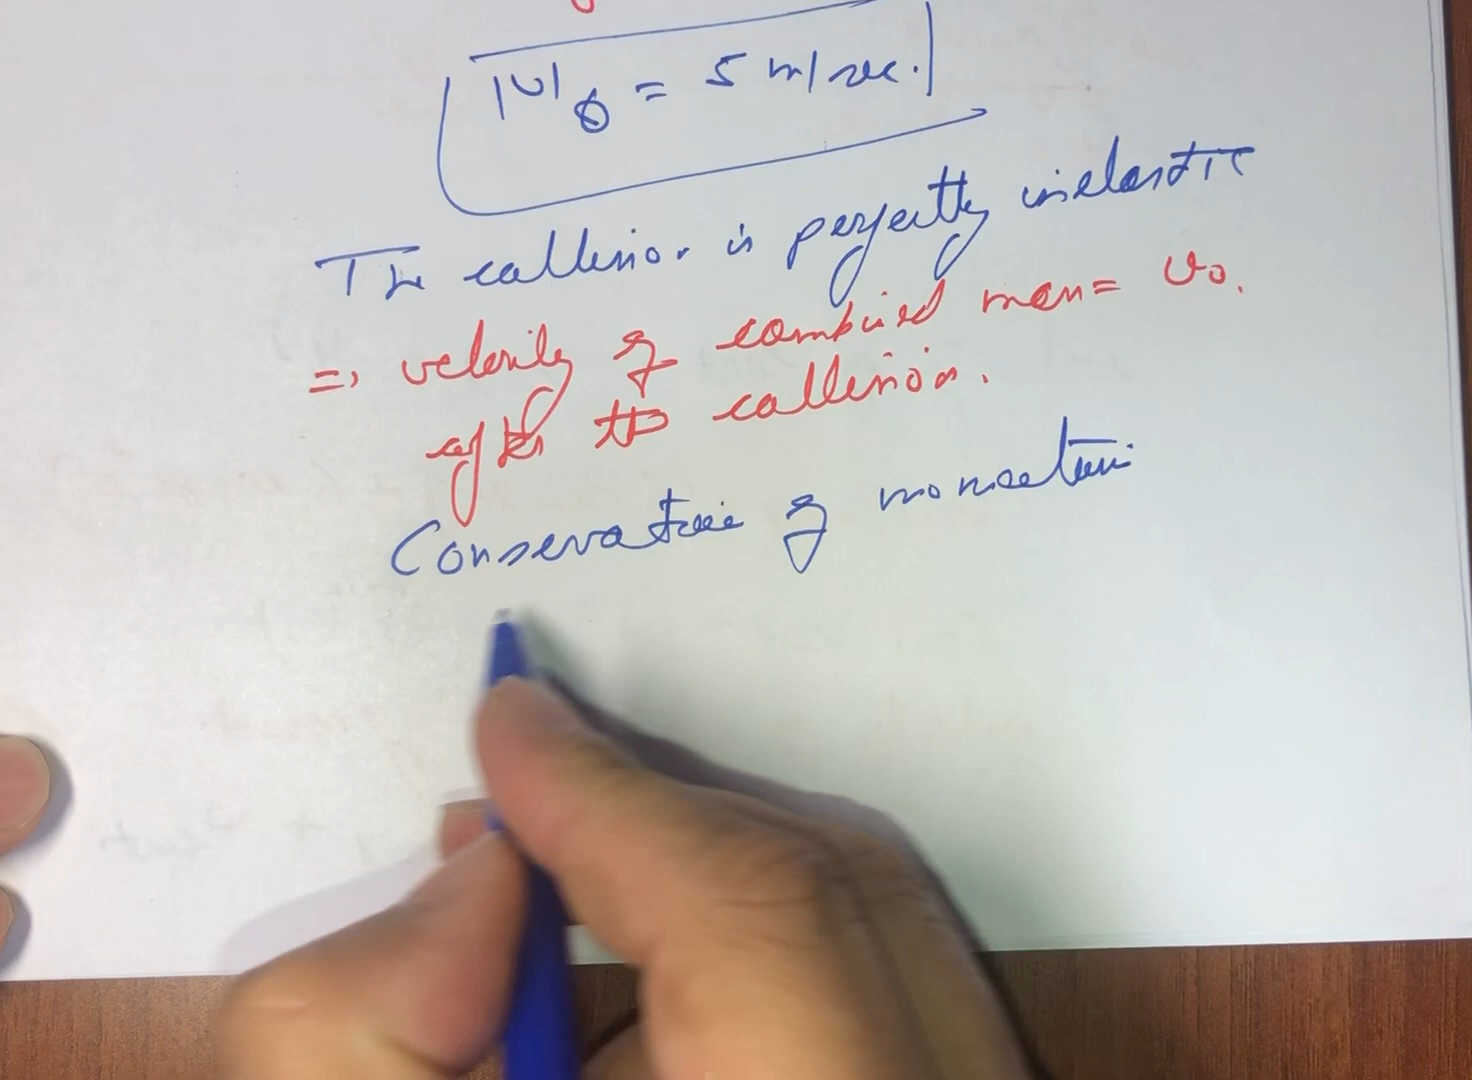 |v|₀ = 5 m/sec.
The collision is perfectly inelastic
=> velocity of combined mass = v₀.
after the collision.
Conservation of momentum